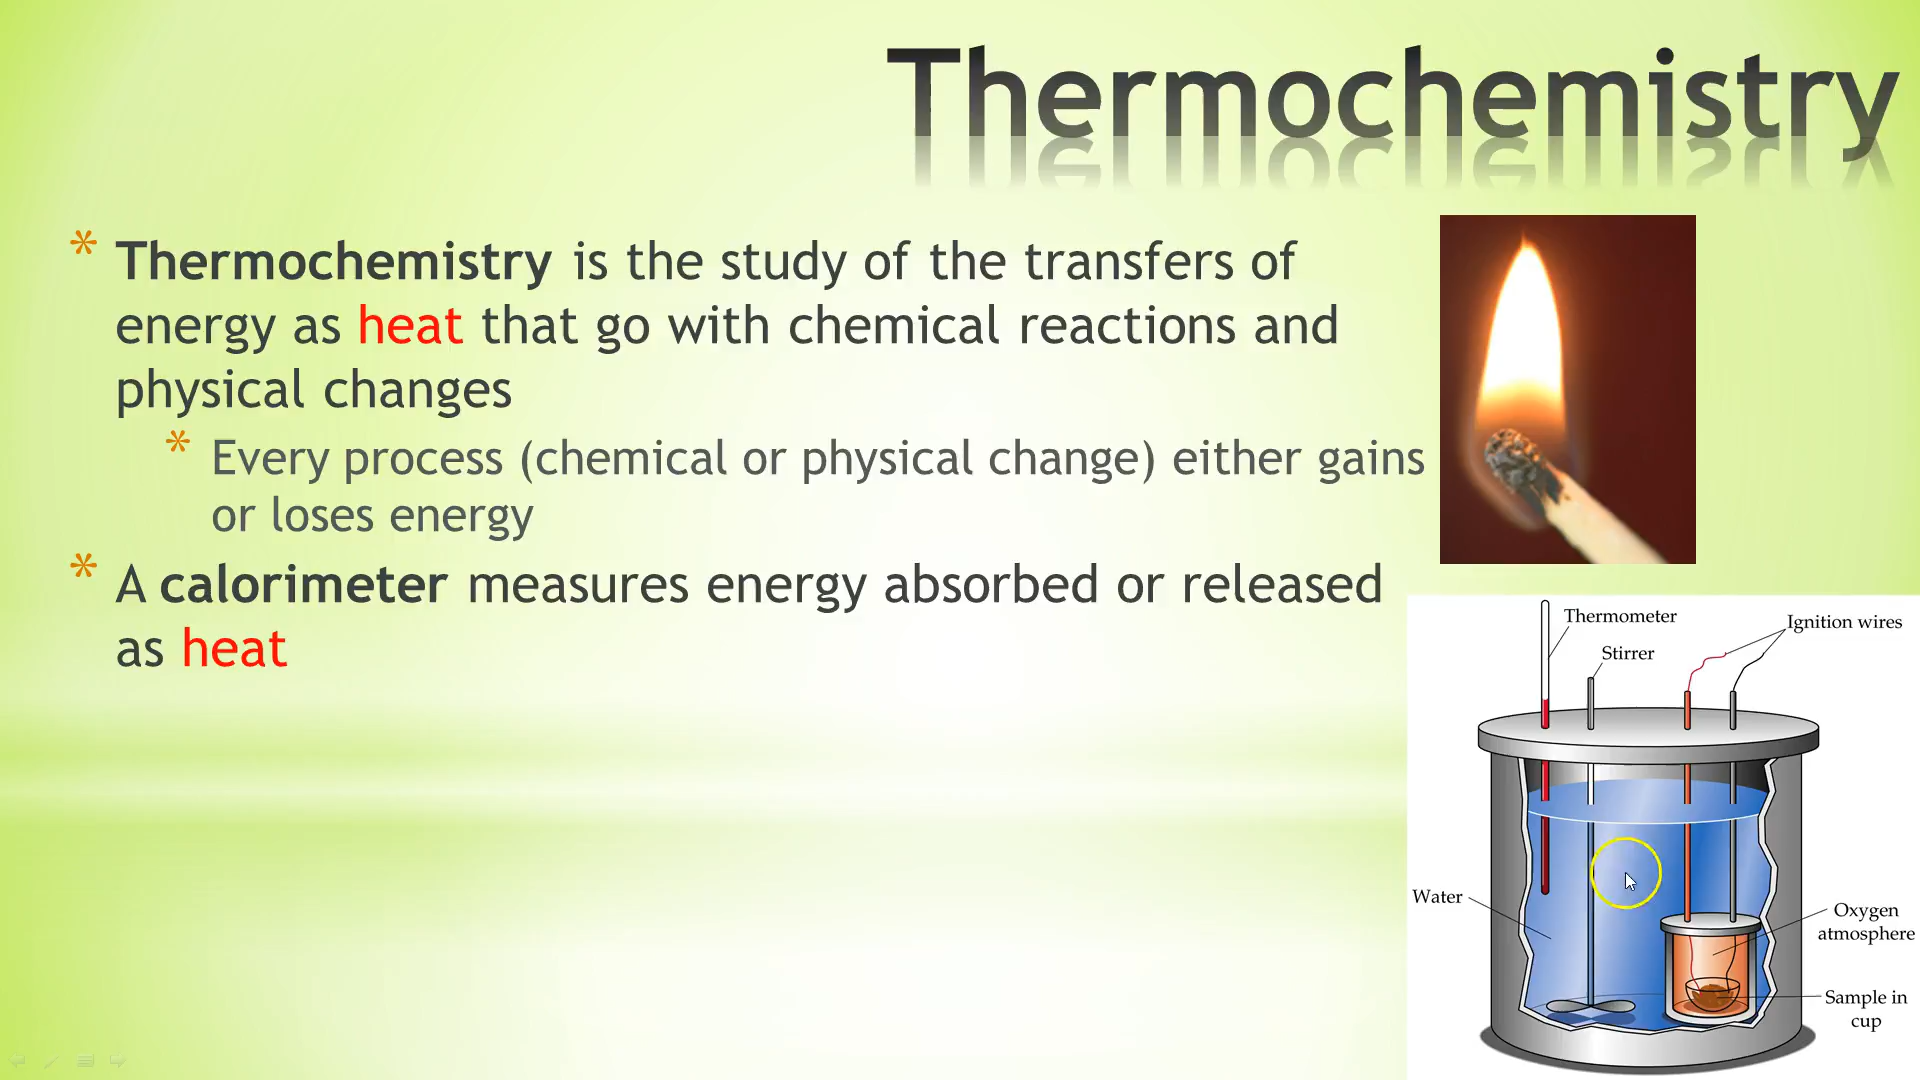 Thermochemistry
* Thermochemistry is the study of the transfers of
energy as heat that go with chemical reactions and
physical changes
* Every process (chemical or physical change) either gains
or loses energy
* A calorimeter measures energy absorbed or released
as heat
Thermometer
Ignition wires
Stirrer
Water
Oxygen
atmosphere
Sample in
cup